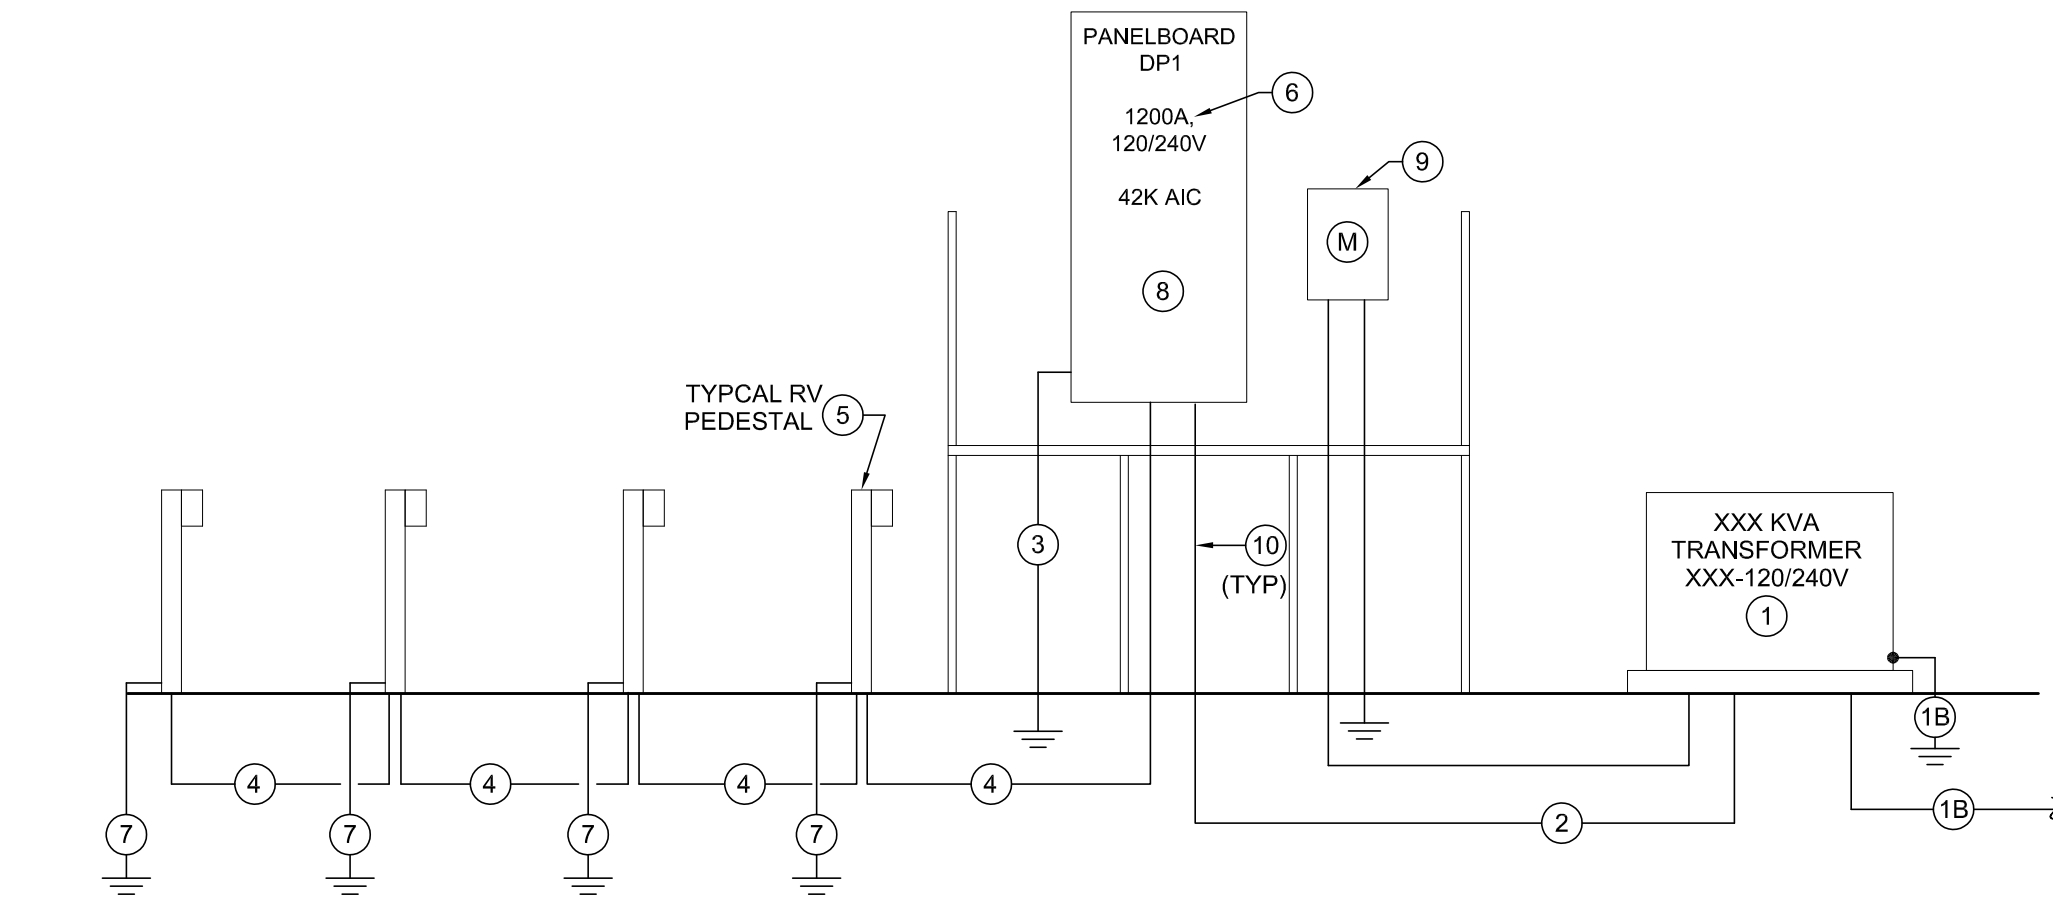 PANELBOARD
DP1
1200A,
120/240V
42K AIC
6
9
M
8
TYPCAL RV
PEDESTAL
5
3
10
(TYP)
XXX KVA
TRANSFORMER
XXX-120/240V
1
1B
4
4
4
4
1B
2
7
7
7
7